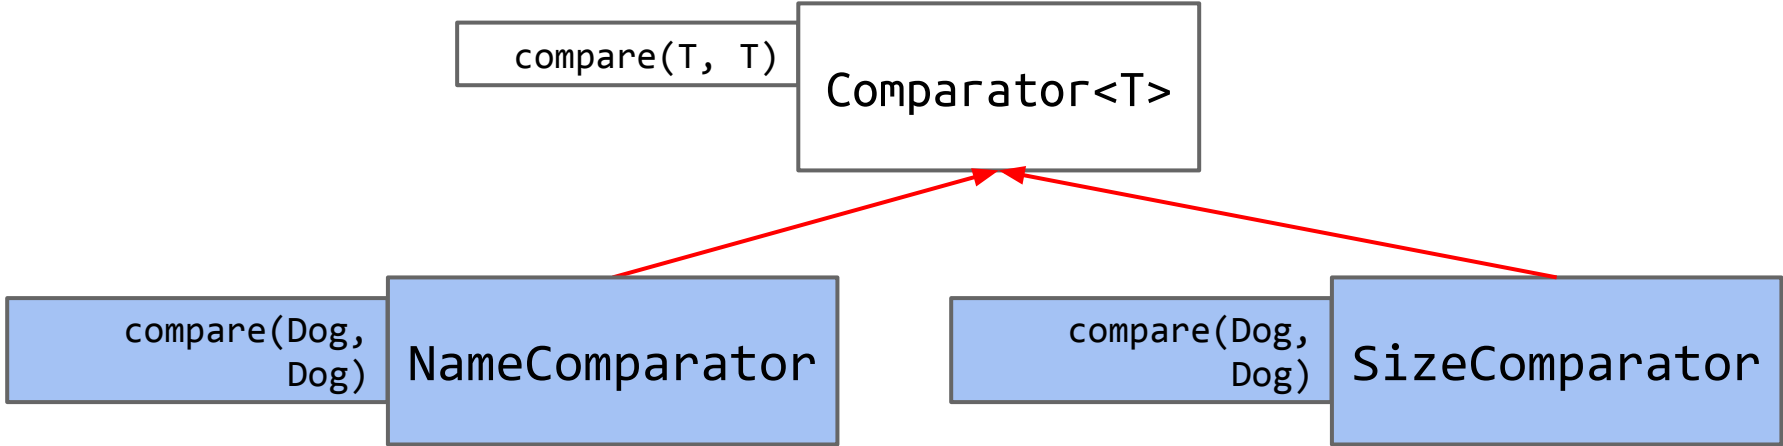 compare(T, T)
Comparator<T>
compare(Dog,
Dog)
NameComparator
compare(Dog,
Dog)
SizeComparator